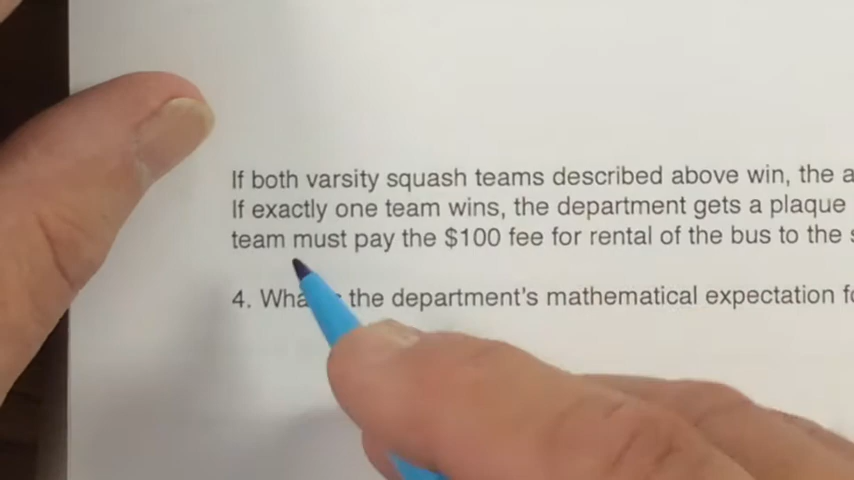 If both varsity squash teams described above win, the
If exactly one team wins, the department gets a plaque
team must pay the $100 fee for rental of the bus to the
4. the department's mathematical expectation